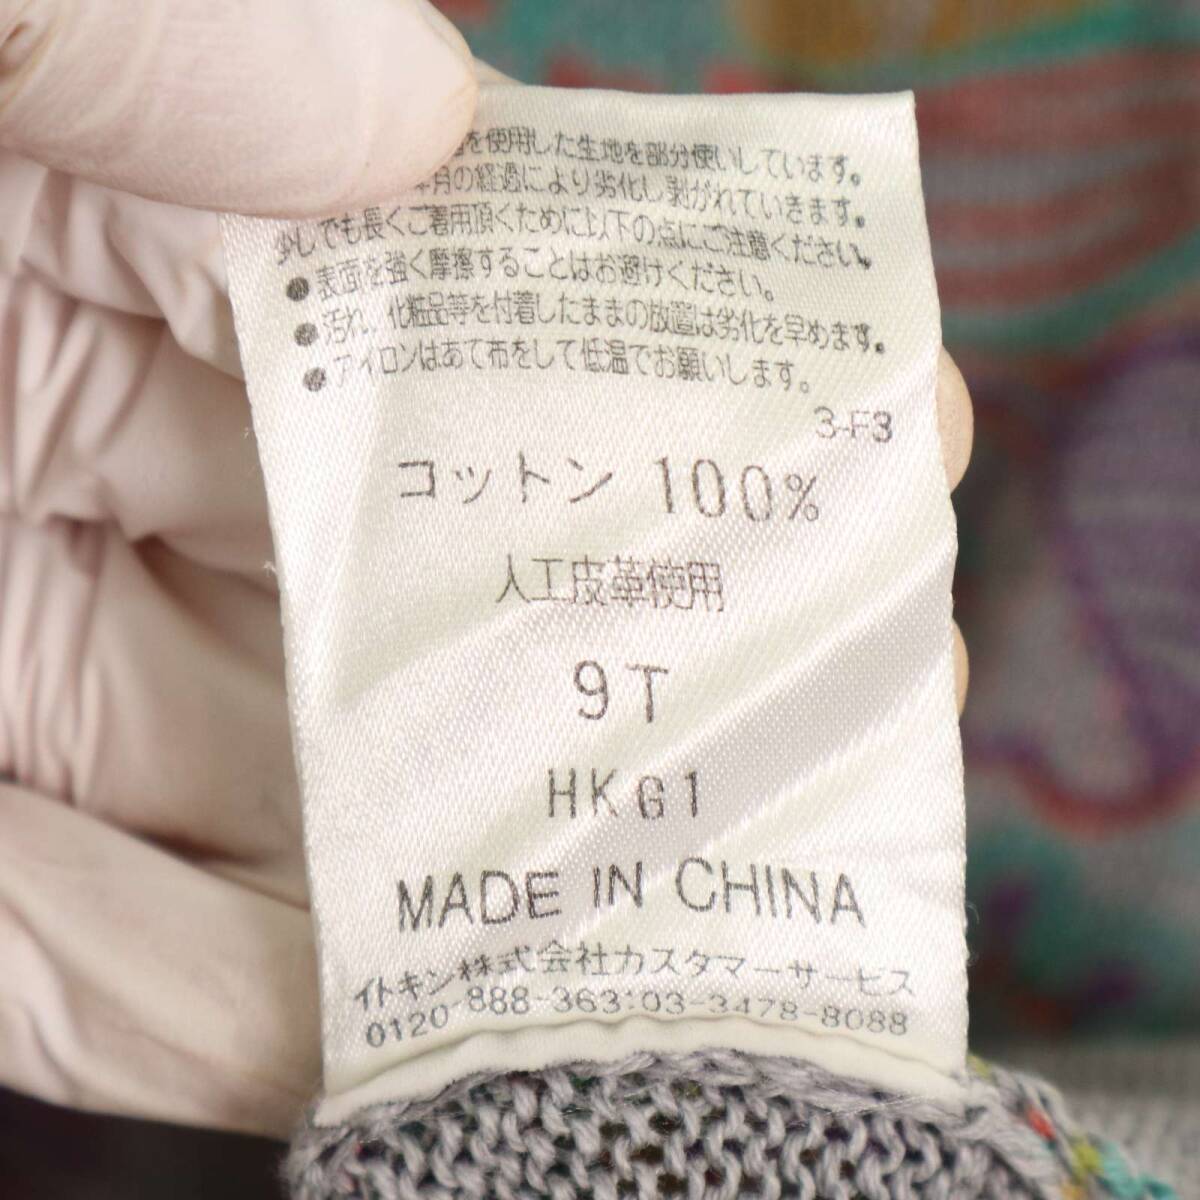 を使用した生地を部分使いしています。
年月の経過により劣化し剥がれていきます。
少しでも長くご着用頂くために以下の点にご注意ください。
●表面を強く摩擦することはお避けください。
●汚れ、化粧品等を付着したままの放置は劣化を早めます。
●アイロンはあて布をして低温でお願いします。
3-F3
コットン 100%
人工皮革使用
9T
HKG1
MADE IN CHINA
イトキン株式会社カスタマーサービス
0120-888-363:03-3478-8088